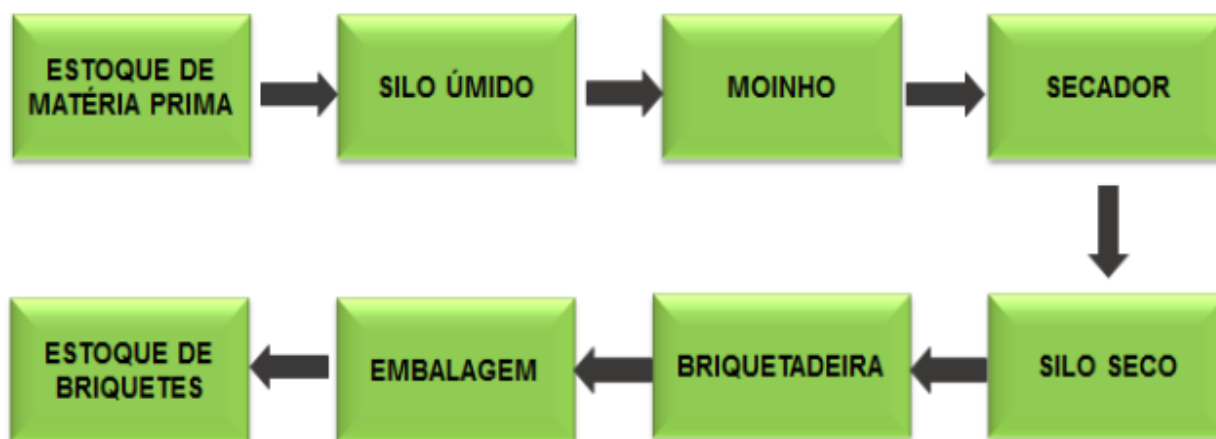 ESTOQUE DE
MATÉRIA PRIMA
SILO ÚMIDO
MOINHO
SECADOR
SILO SECO
BRIQUETADEIRA
EMBALAGEM
ESTOQUE DE
BRIQUETES